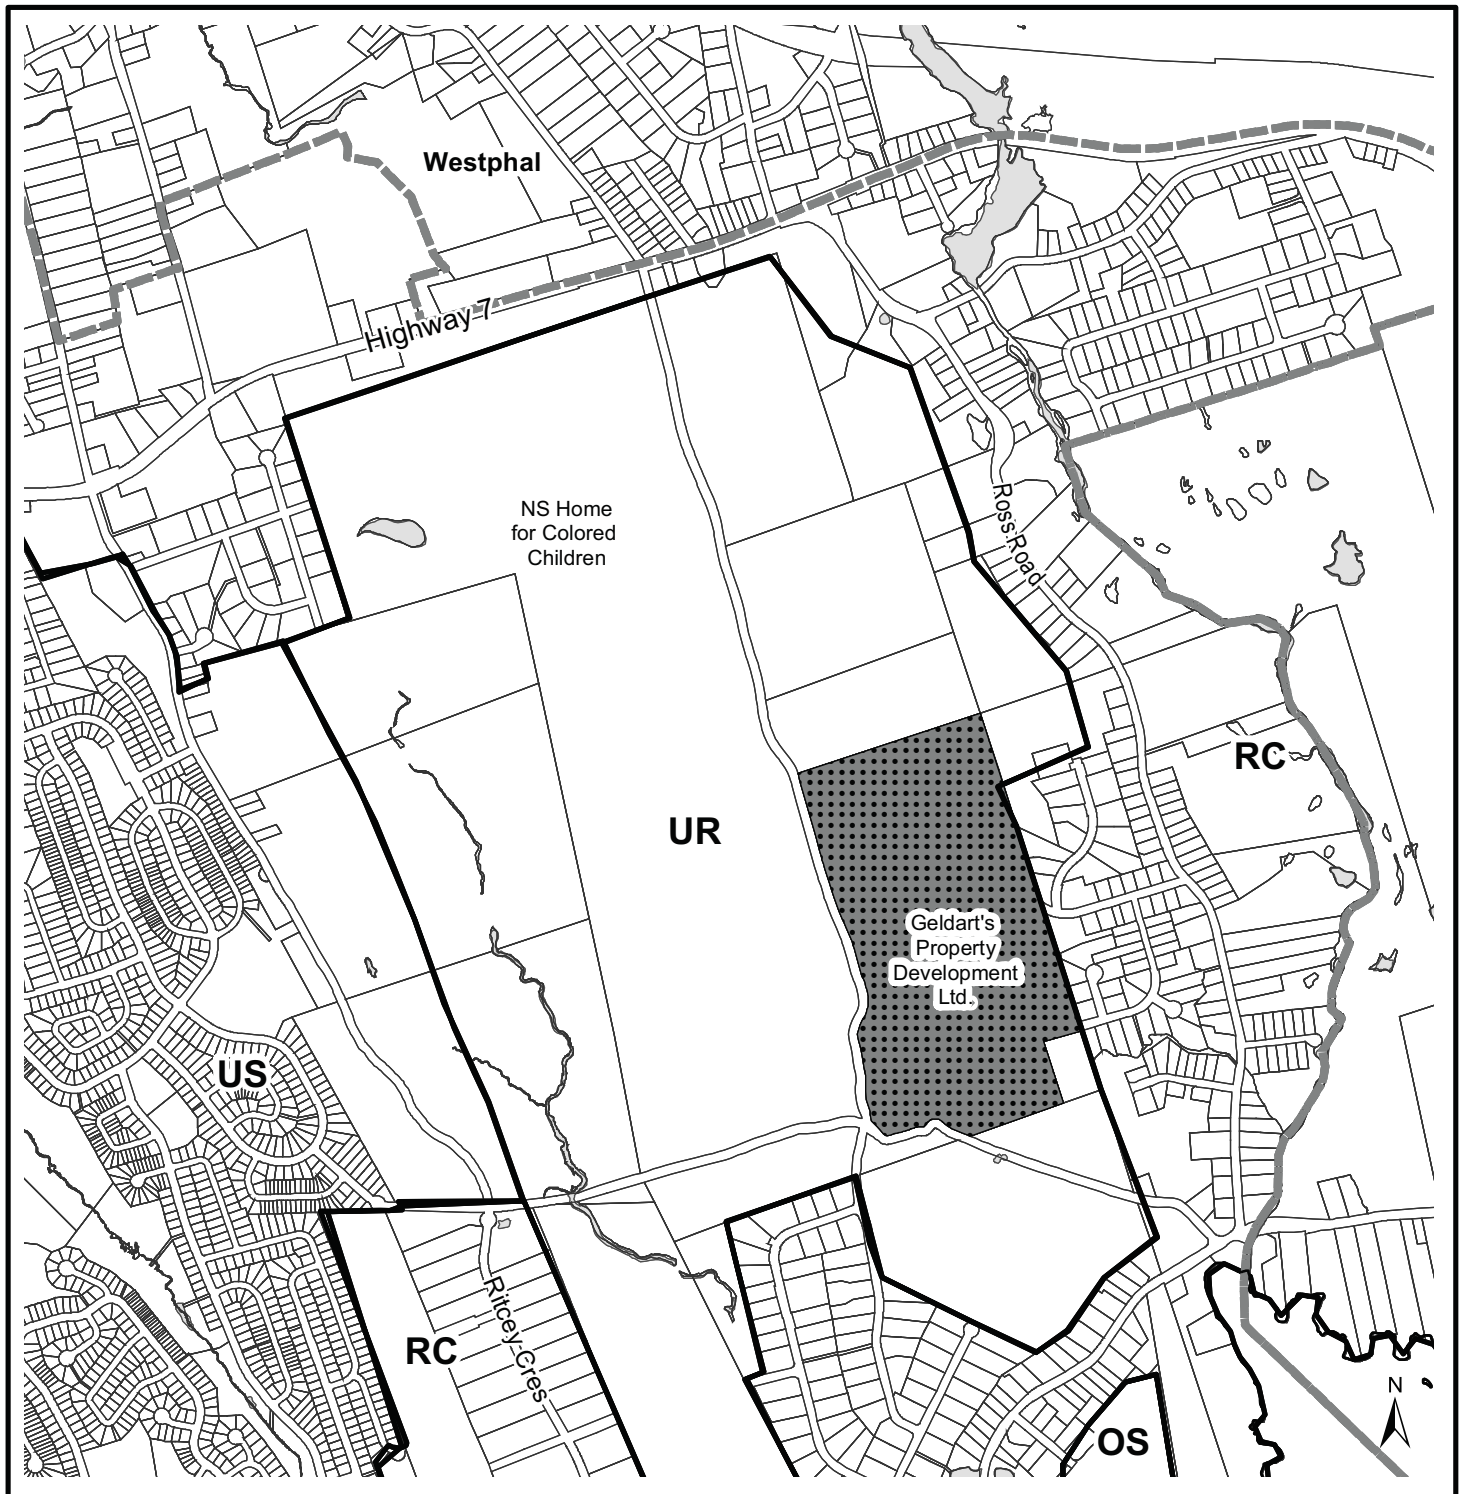 Westphal
Highway 7
NS Home
for Colored
Children
Ross Road
RC
UR
Geldart's
Property
Development
Ltd.
US
Ritcey Cres
RC
N
OS